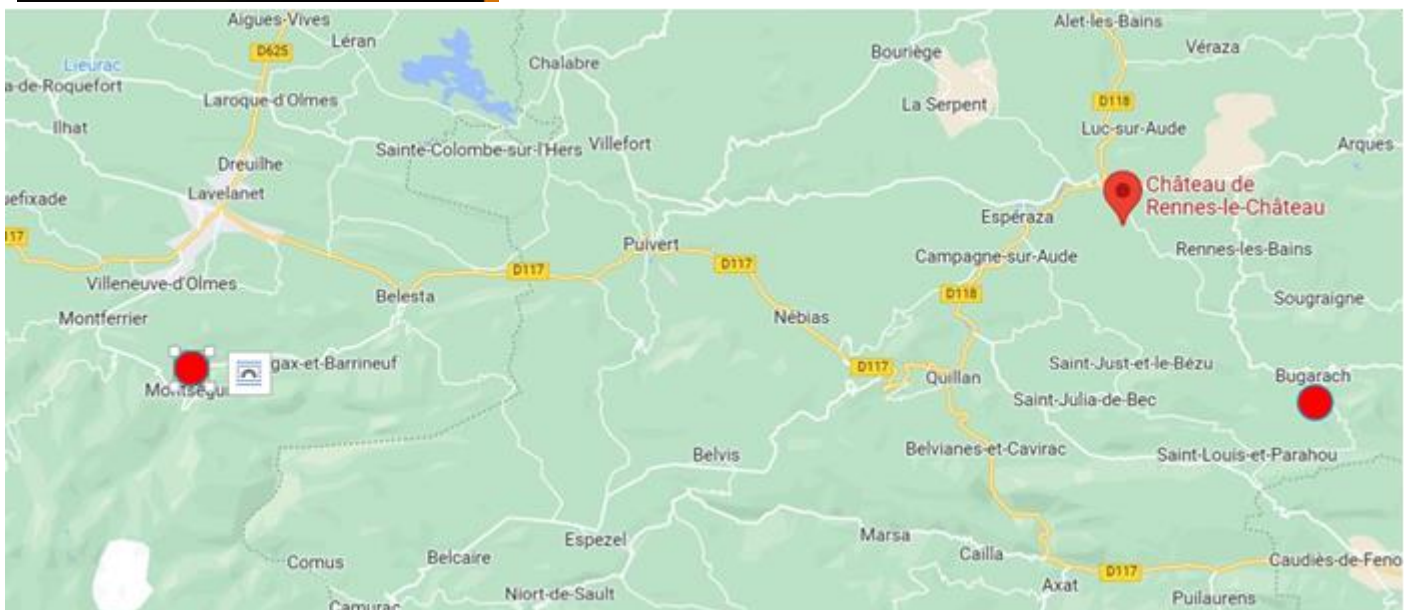 Aigues-Vives
Léran
D625
Lieurac
Chalabre
Bouriège
Alet-les-Bains
Véraza
a-de-Roquefort
Laroque-d'Olmes
La Serpent
D118
Ilhat
Luc-sur-Aude
Sainte-Colombe-sur-l'Hers
Villefort
Arques
Dreuilhe
Lavelanet
uefixade
Château de
Rennes-le-Château
Espéraza
117
Puivert
Rennes-les-Bains
Campagne-sur-Aude
D117
D117
Villeneuve-d'Olmes
Belesta
D118
Sougraigne
Montferrier
Nébias
gax-et-Barrineuf
D117
Saint-Just-et-le-Bézu
Quillan
Bugarach
Montségur
Saint-Julia-de-Bec
Belvis
Belvianes-et-Cavirac
Saint-Louis-et-Parahou
Espezel
Marsa
Comus
Belcaire
Cailla
Caudiès-de-Feno
D117
Axat
Niort-de-Sault
Puilaurens
Camurac